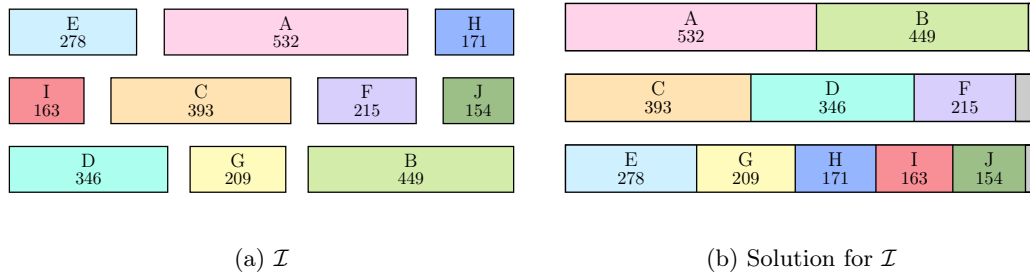 E
278
A
532
H
171
I
163
C
393
F
215
J
154
D
346
G
209
B
449
(a) ℐ
A
532
B
449
C
393
D
346
F
215
E
278
G
209
H
171
I
163
J
154
(b) Solution for ℐ